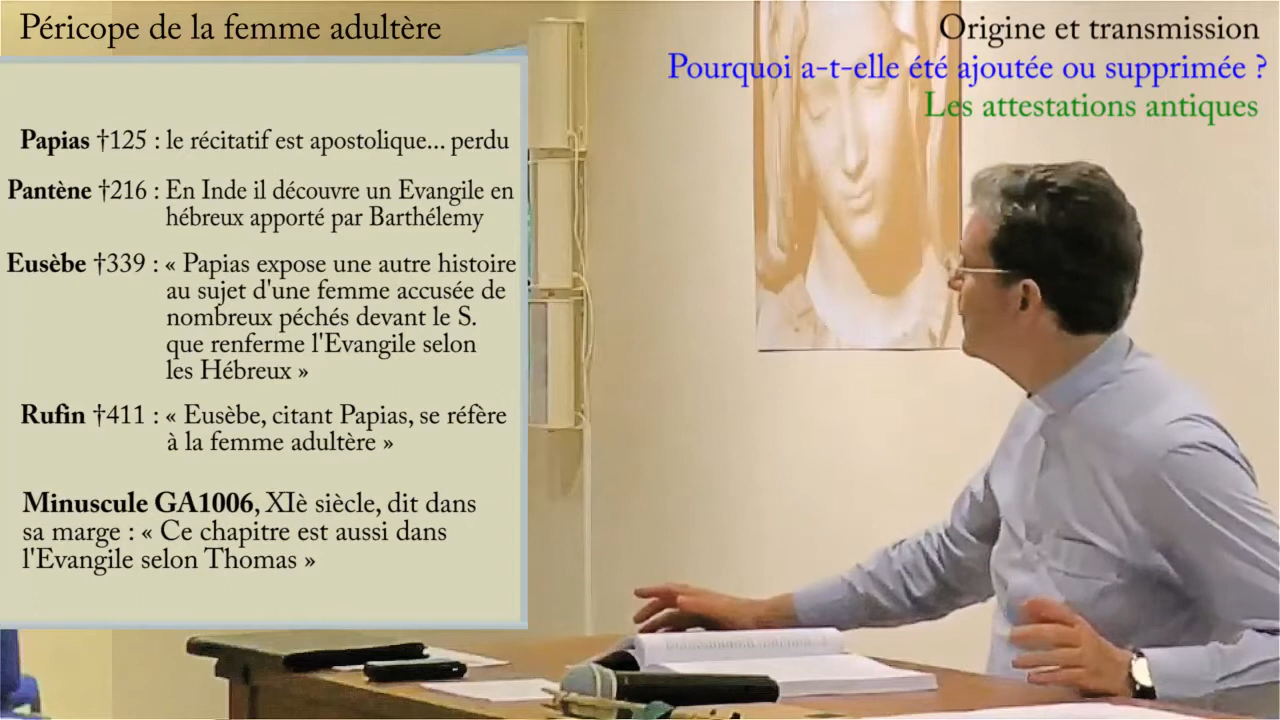 Péricope de la femme adultère
Origine et transmission
Pourquoi a-t-elle été ajoutée ou supprimée ?
Les attestations antiques
Papias †125 : le récitatif est apostolique... perdu
Pantène †216 : En Inde il découvre un Evangile en
hébreux apporté par Barthélemy
Eusèbe †339 : « Papias expose une autre histoire
au sujet d'une femme accusée de
nombreux péchés devant le S.
que renferme l'Evangile selon
les Hébreux »
Rufin †411 : « Eusèbe, citant Papias, se réfère
à la femme adultère »
Minuscule GA1006, XIè siècle, dit dans
sa marge : « Ce chapitre est aussi dans
l'Evangile selon Thomas »